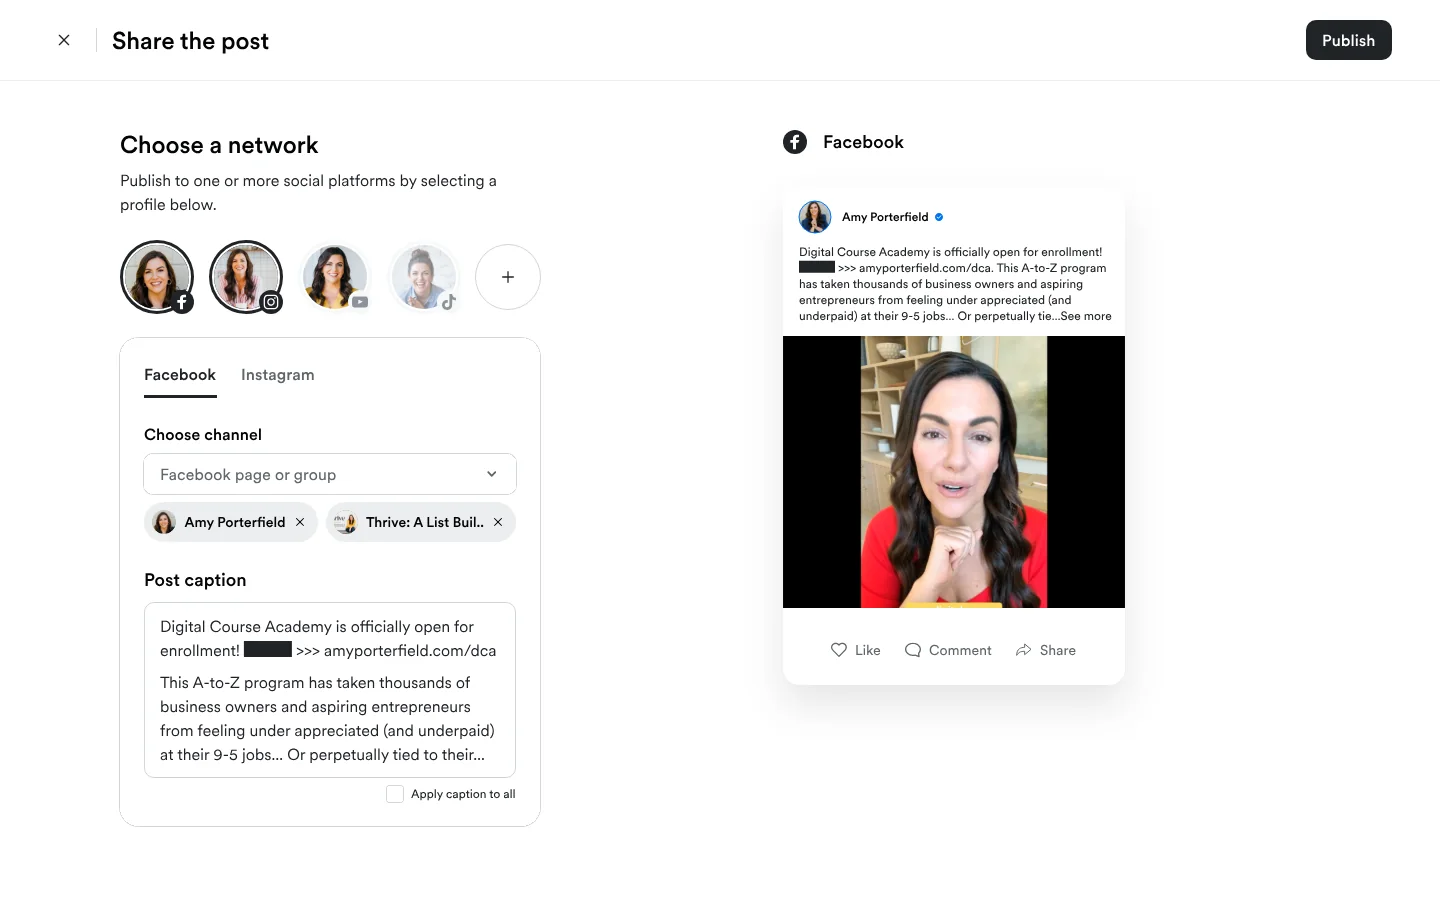 Share the post
Publish
Choose a network
Publish to one or more social platforms by selecting a
profile below.
Facebook Instagram
Choose channel
Facebook page or group
Amy Porterfield
Thrive: A List Buil..
Post caption
Digital Course Academy is officially open for
enrollment! >>> amyporterfield.com/dca
This A-to-Z program has taken thousands of
business owners and aspiring entrepreneurs
from feeling under appreciated (and underpaid)
at their 9-5 jobs... Or perpetually tied to their...
Apply caption to all
Facebook
Amy Porterfield
Digital Course Academy is officially open for enrollment!
>>> amyporterfield.com/dca. This A-to-Z program
has taken thousands of business owners and aspiring
entrepreneurs from feeling under appreciated (and
underpaid) at their 9-5 jobs... Or perpetually tie...See more
Like
Comment
Share